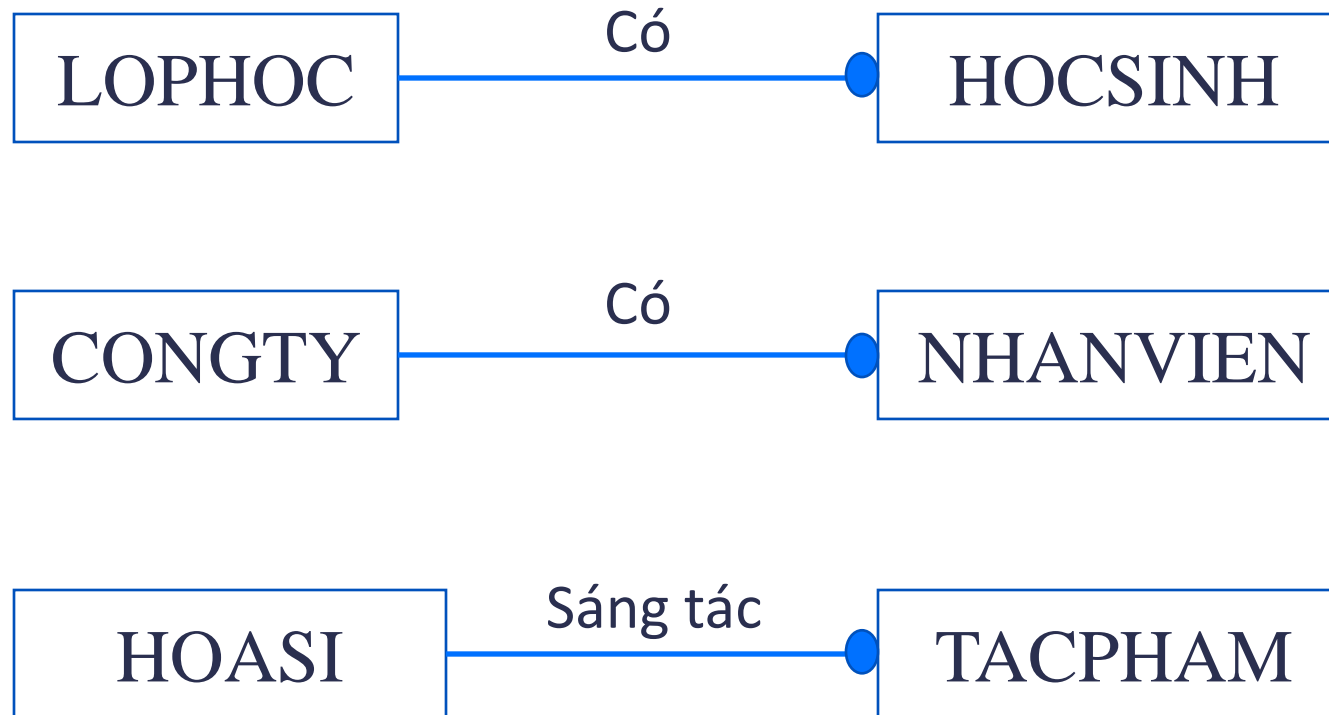 Có
LOPHOC
HOCSINH
Có
CONGTY
NHANVIEN
Sáng tác
HOASI
TACPHAM